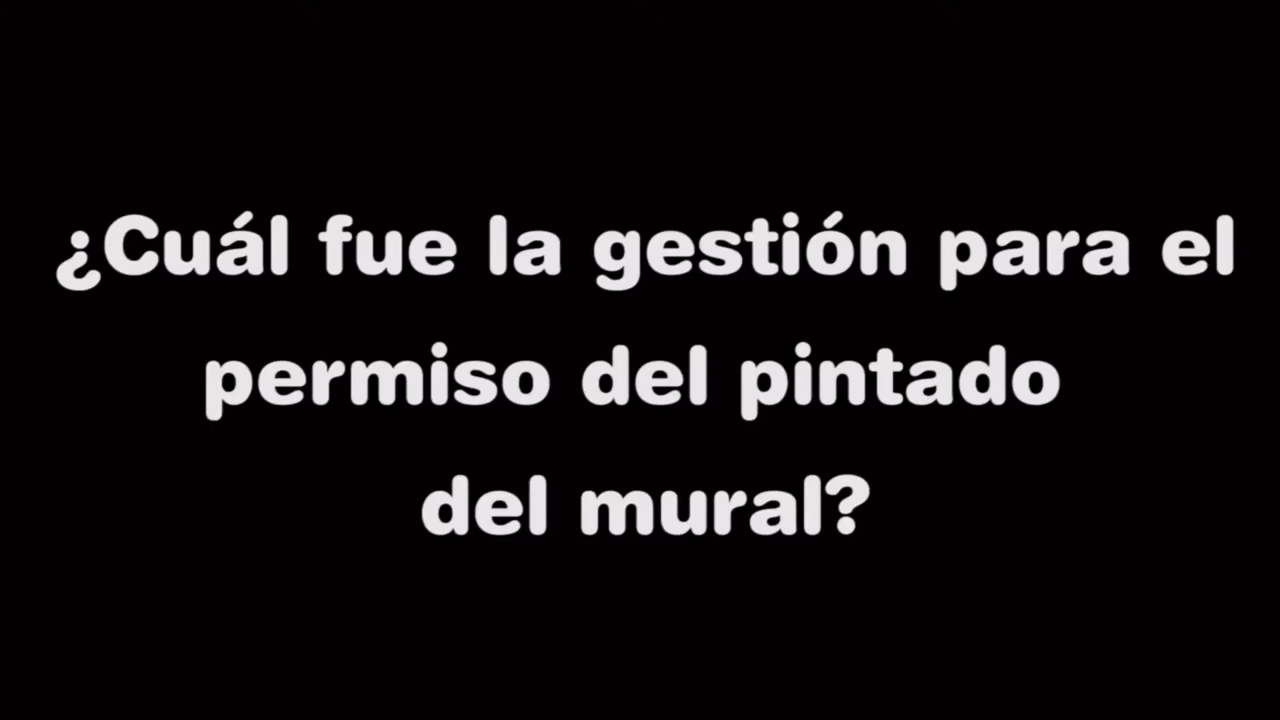 ¿Cuál fue la gestión para el
permiso del pintado
del mural?